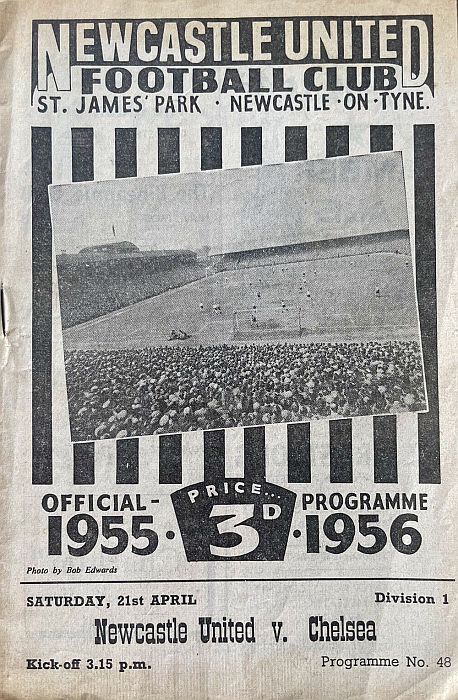 NEWCASTLE UNITED
FOOTBALL CLUB
ST. JAMES' PARK · NEWCASTLE · ON · TYNE.
OFFICIAL - PRICE... PROGRAMME
1955 · 3D · 1956
Photo by Bob Edwards
SATURDAY, 21st APRIL Division 1
Newcastle United v. Chelsea
Kick-off 3.15 p.m. Programme No. 48